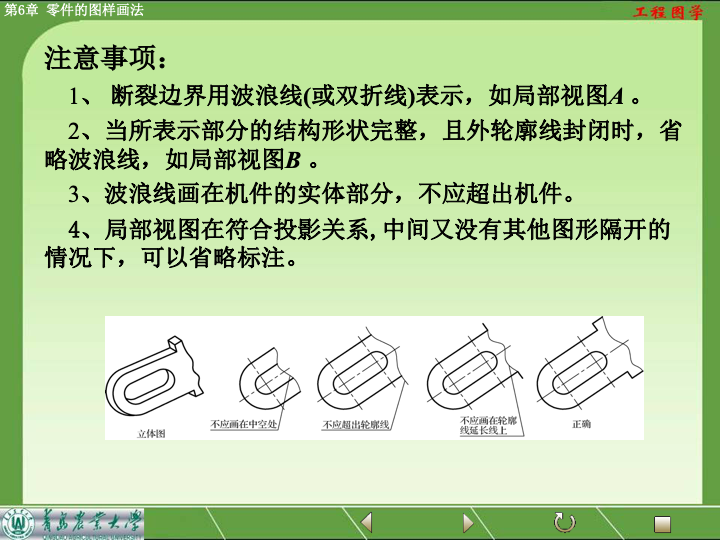 第6章 零件的图样画法
工程图学
注意事项：
1、 断裂边界用波浪线(或双折线)表示，如局部视图A 。
2、当所表示部分的结构形状完整，且外轮廓线封闭时，省
略波浪线，如局部视图B 。
3、波浪线画在机件的实体部分，不应超出机件。
4、局部视图在符合投影关系,中间又没有其他图形隔开的
情况下，可以省略标注。
立体图
不应画在中空处
不应超出轮廓线
不应画在轮廓
线延长线上
正确
青岛农业大学